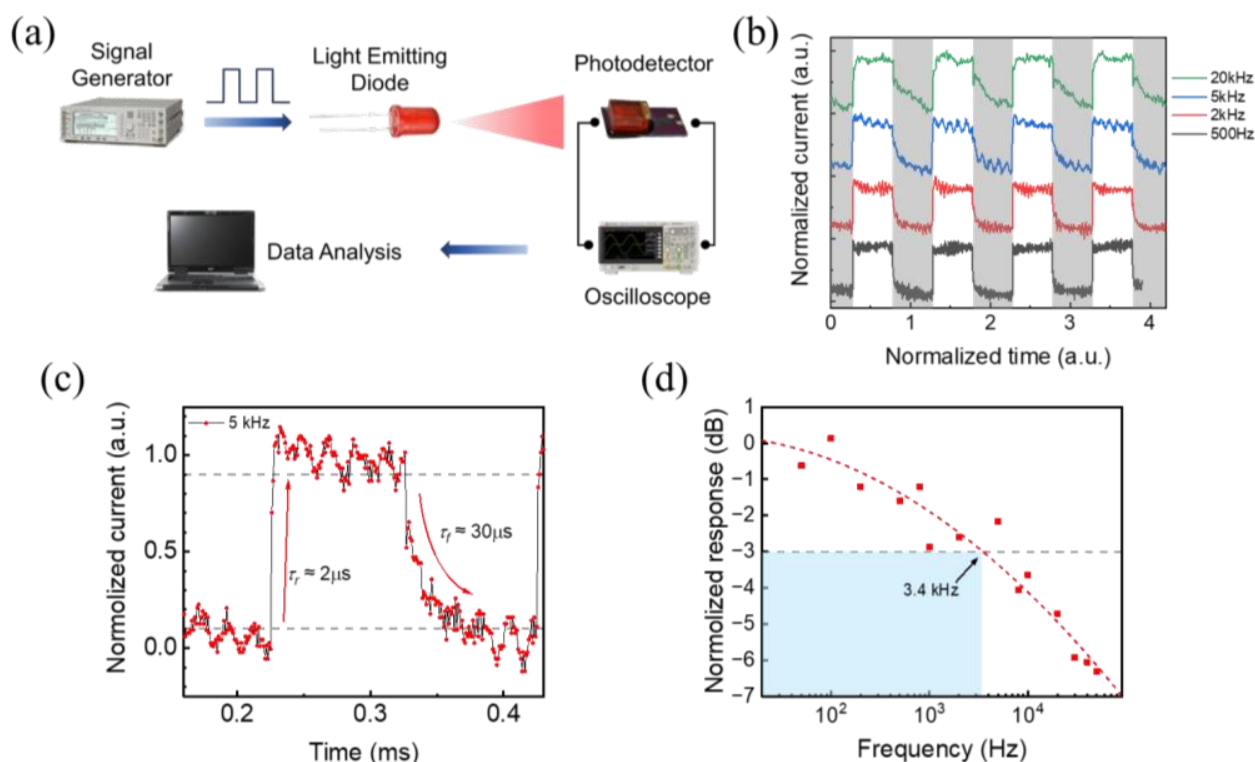 (a)
Signal
Generator
Light Emitting
Diode
Photodetector
Data Analysis
Oscilloscope
(b)
Normalized current (a.u.)
20kHz
5kHz
2kHz
500Hz
0 1 2 3 4
Normalized time (a.u.)
(c)
Normolized current (a.u.)
5 kHz
1.0
0.5
0.0
τr ≈ 2μs
τf ≈ 30μs
0.2 0.3 0.4
Time (ms)
(d)
Normolized response (dB)
1
0
−1
−2
−3
−4
−5
−6
−7
3.4 kHz
10² 10³ 10⁴
Frequency (Hz)